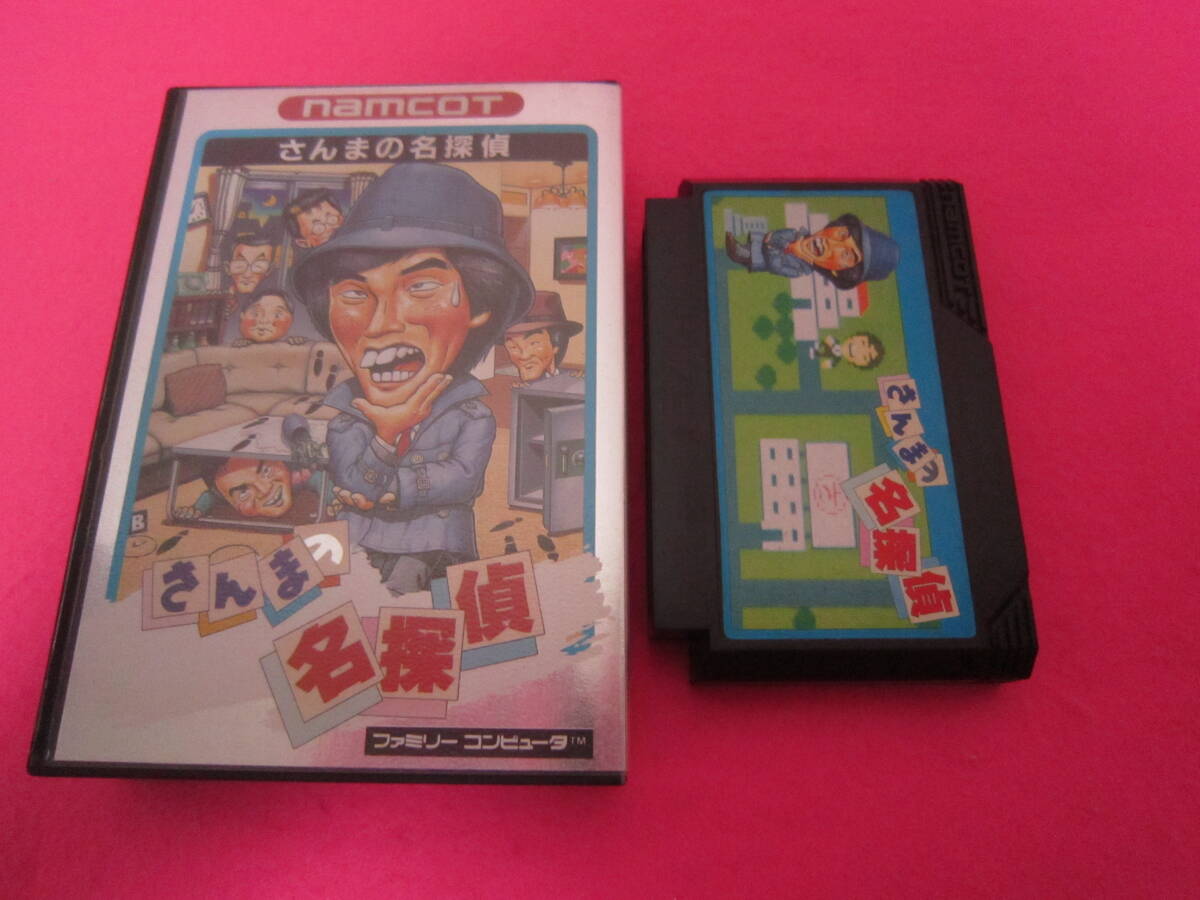 namcoT
さんまの名探偵
さんまの
名探偵
ファミリーコンピュータ™
namcoT
さんまの
名探偵